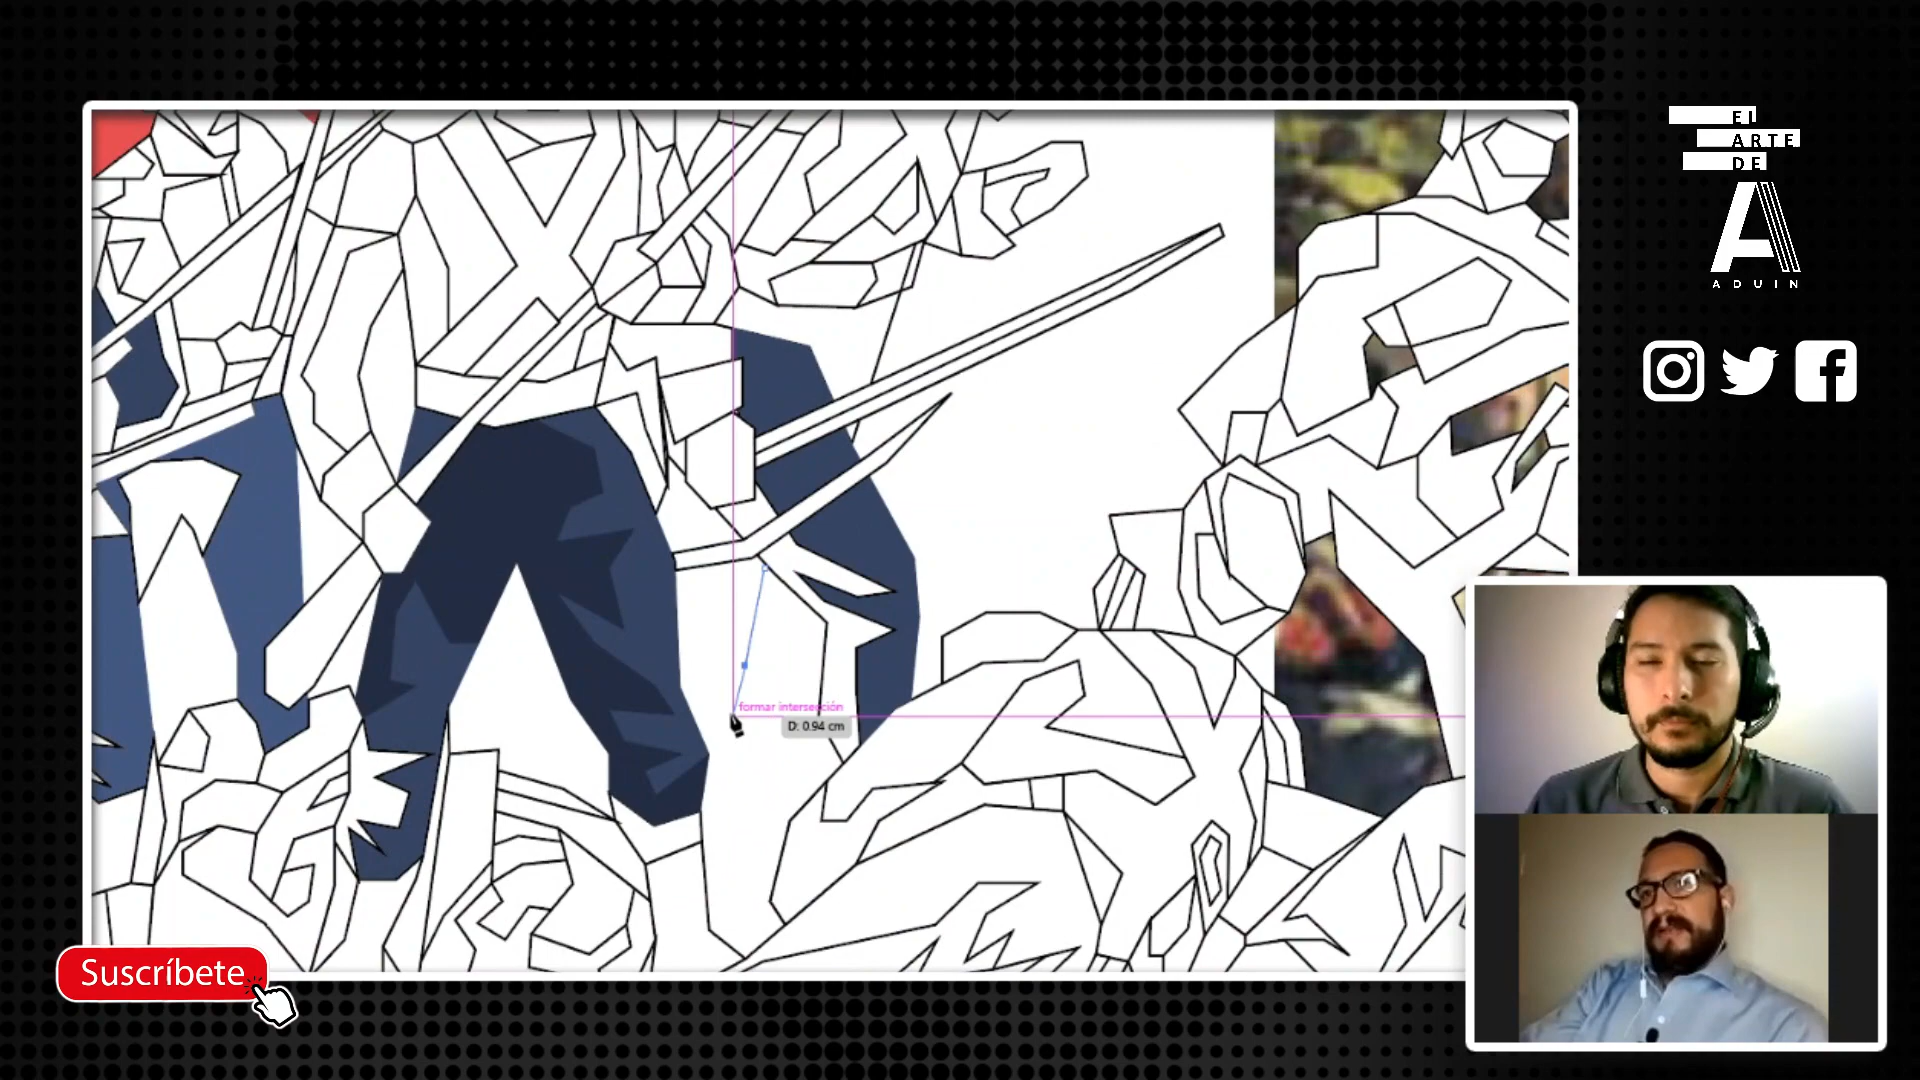 El
ARTE
DE
A
ADUIN
formar intersección
D: 0.94 cm
Suscríbete